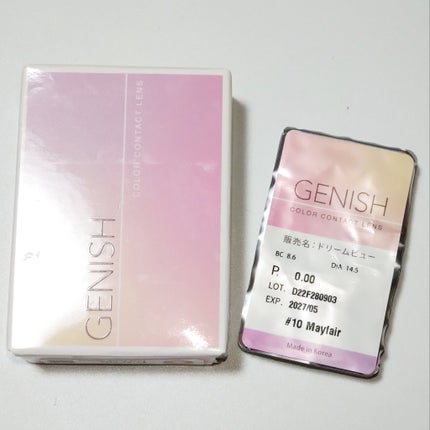 GENISH
COLOR CONTACT LENS
GENISH
COLOR CONTACT LENS
販売名:ドリームビュー
BC 8.6 DIA 14.5
P. 0.00
LOT. D22F280903
EXP. 2027/05
#10 Mayfair
Made in Korea